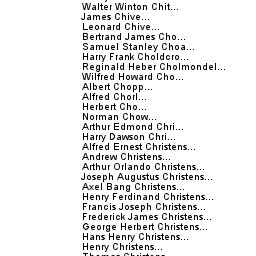 Walter Winton Chit...
James Chive...
Leonard Chive...
Bertrand James Cho...
Samuel Stanley Choa...
Harry Frank Choldcro...
Reginald Heber Cholmondel...
Wilfred Howard Cho...
Albert Chopp...
Alfred Chorl...
Herbert Cho...
Norman Chow...
Arthur Edmond Chri...
Harry Dawson Chri...
Alfred Ernest Christens...
Andrew Christens...
Arthur Orlando Christens...
Joseph Augustus Christens...
Axel Bang Christens...
Henry Ferdinand Christens...
Francis Joseph Christens...
Frederick James Christens...
George Herbert Christens...
Hans Henry Christens...
Henry Christens...
Thomas Christens...